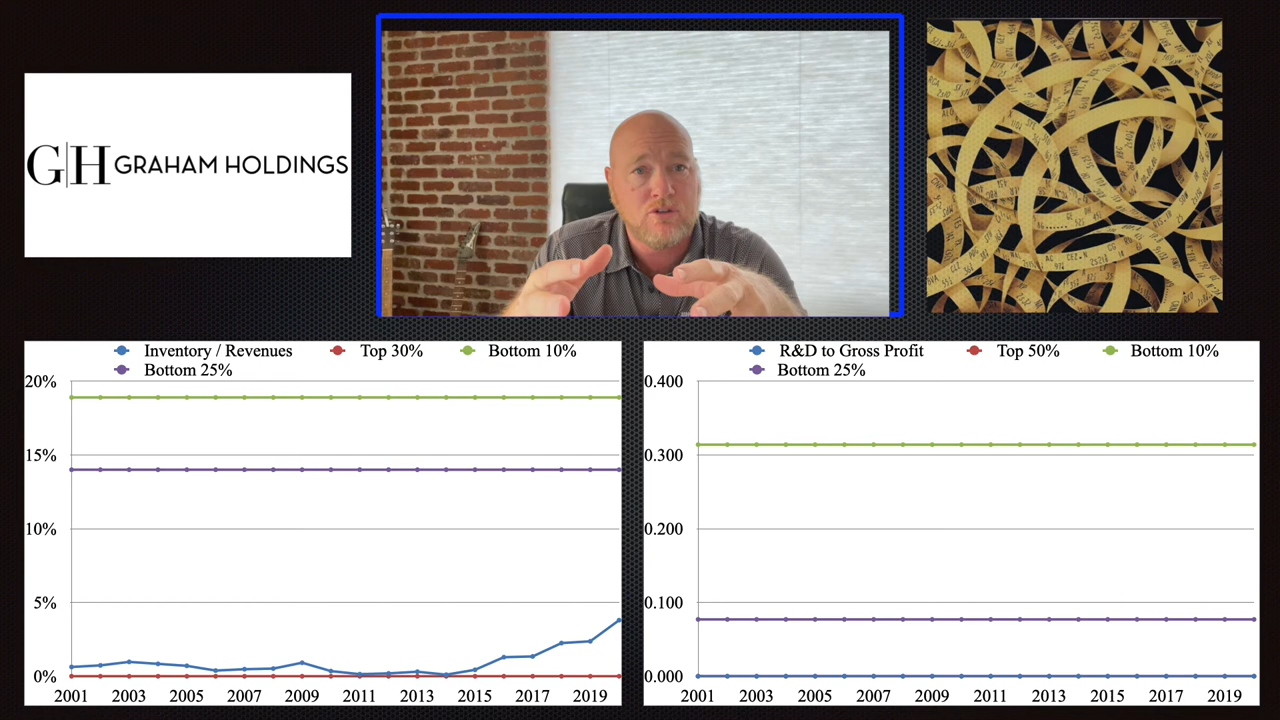 G|H GRAHAM HOLDINGS
Inventory / Revenues Top 30% Bottom 10%
Bottom 25%
20%
15%
10%
5%
0%
2001 2003 2005 2007 2009 2011 2013 2015 2017 2019
R&D to Gross Profit Top 50% Bottom 10%
Bottom 25%
0.400
0.300
0.200
0.100
0.000
2001 2003 2005 2007 2009 2011 2013 2015 2017 2019